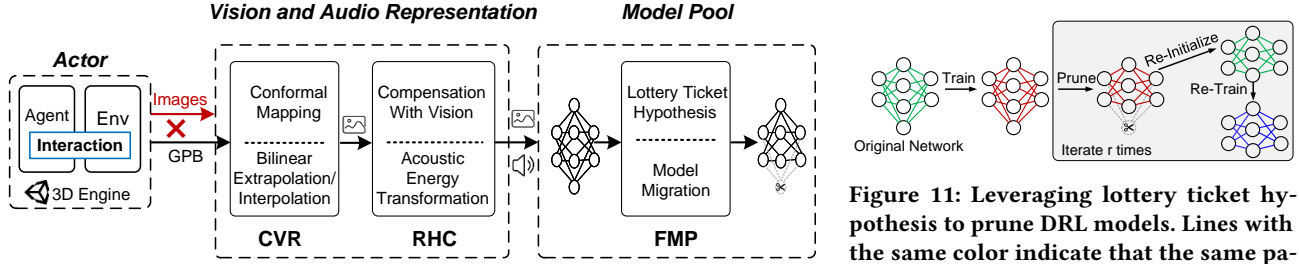 Vision and Audio Representation
Model Pool
Actor
Agent
Env
Interaction
3D Engine
Images
GPB
Conformal
Mapping
Bilinear
Extrapolation/
Interpolation
CVR
Compensation
With Vision
Acoustic
Energy
Transformation
RHC
Lottery Ticket
Hypothesis
Model
Migration
FMP
Original Network
Train
Prune
Re-Initialize
Re-Train
Iterate r times
Figure 11: Leveraging lottery ticket hy-
pothesis to prune DRL models. Lines with
the same color indicate that the same pa-